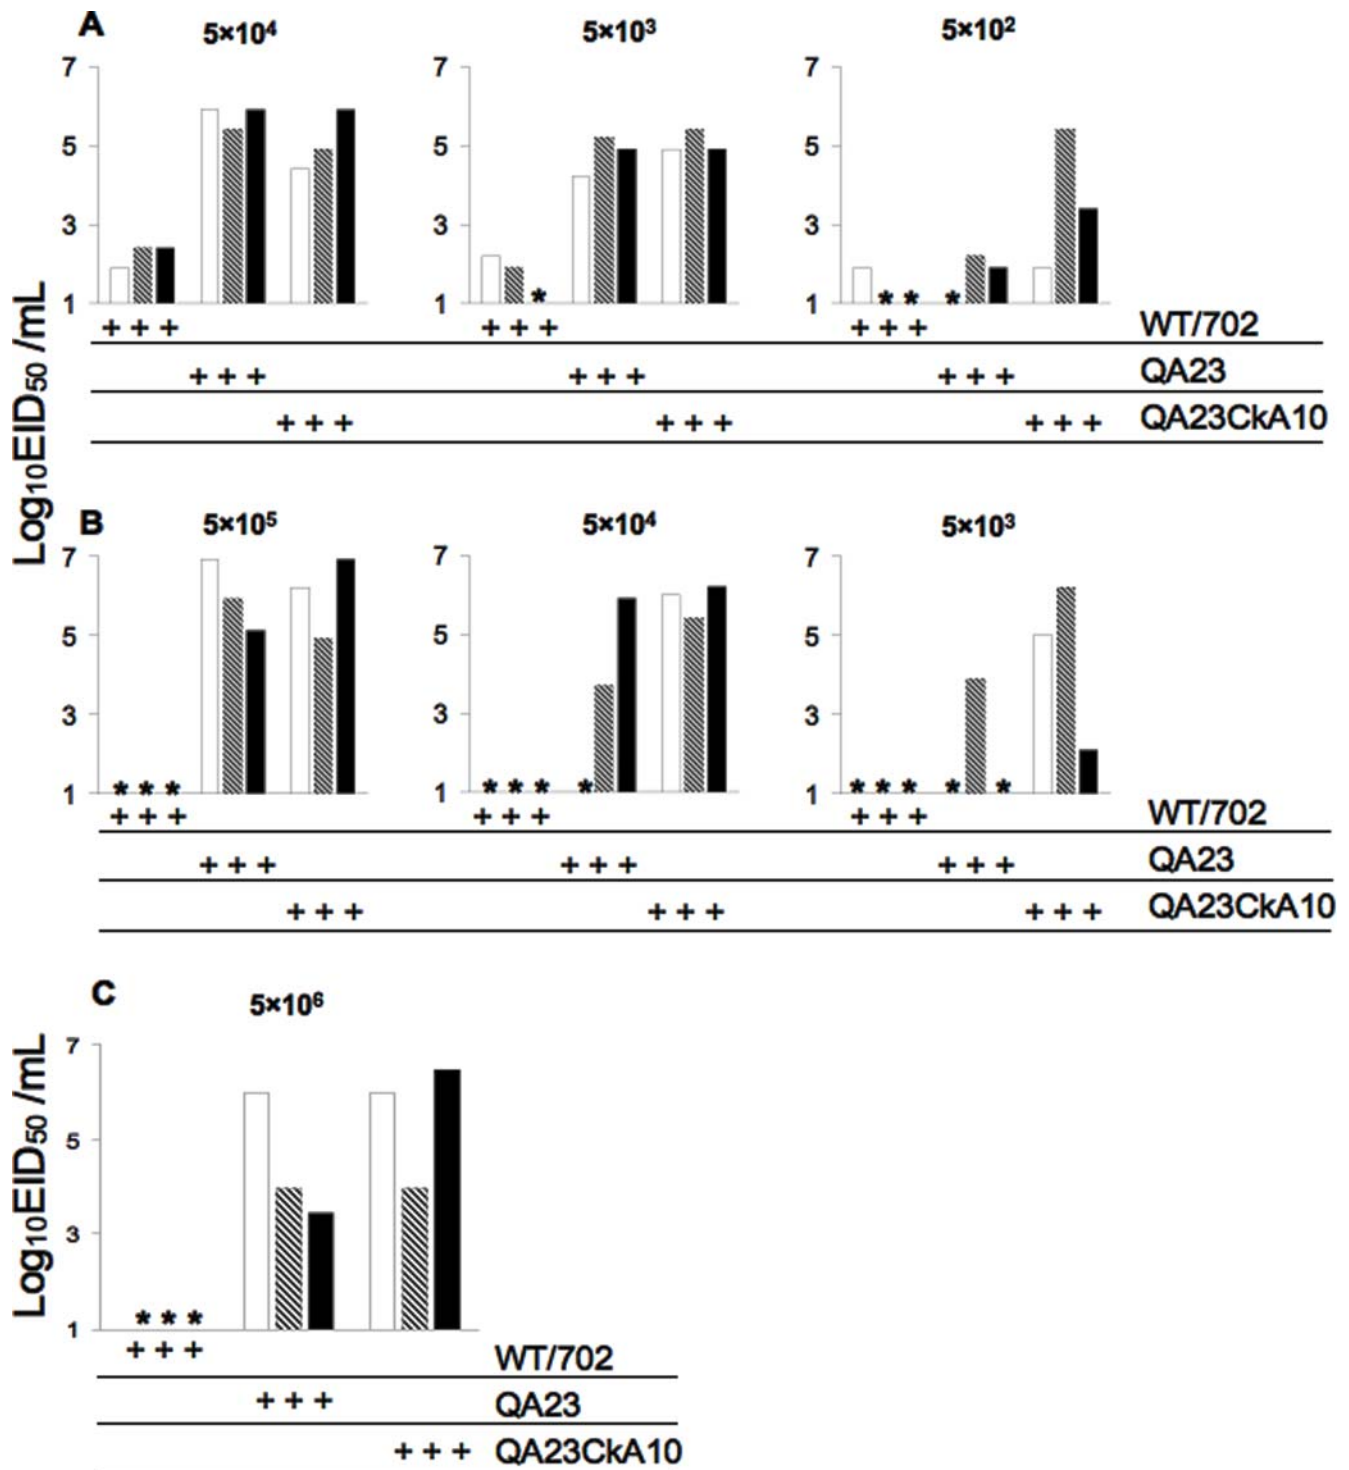 A
5×10⁴ 5×10³ 5×10²
7 7 7
5 5 5
3 3 3
* * * *
1 1 1
+ + + + + + + + + WT/702
+ + + + + + + + + QA23
+ + + + + + + + + QA23CkA10
Log₁₀EID₅₀ /mL
B
5×10⁵ 5×10⁴ 5×10³
7 7 7
5 5 5
3 3 3
* * * * * * * * * * * *
1 1 1
+ + + + + + + + + WT/702
+ + + + + + + + + QA23
+ + + + + + + + + QA23CkA10
C
5×10⁶
7
5
3
* * *
1
Log₁₀EID₅₀ /mL
+ + + WT/702
+ + + QA23
+ + + QA23CkA10